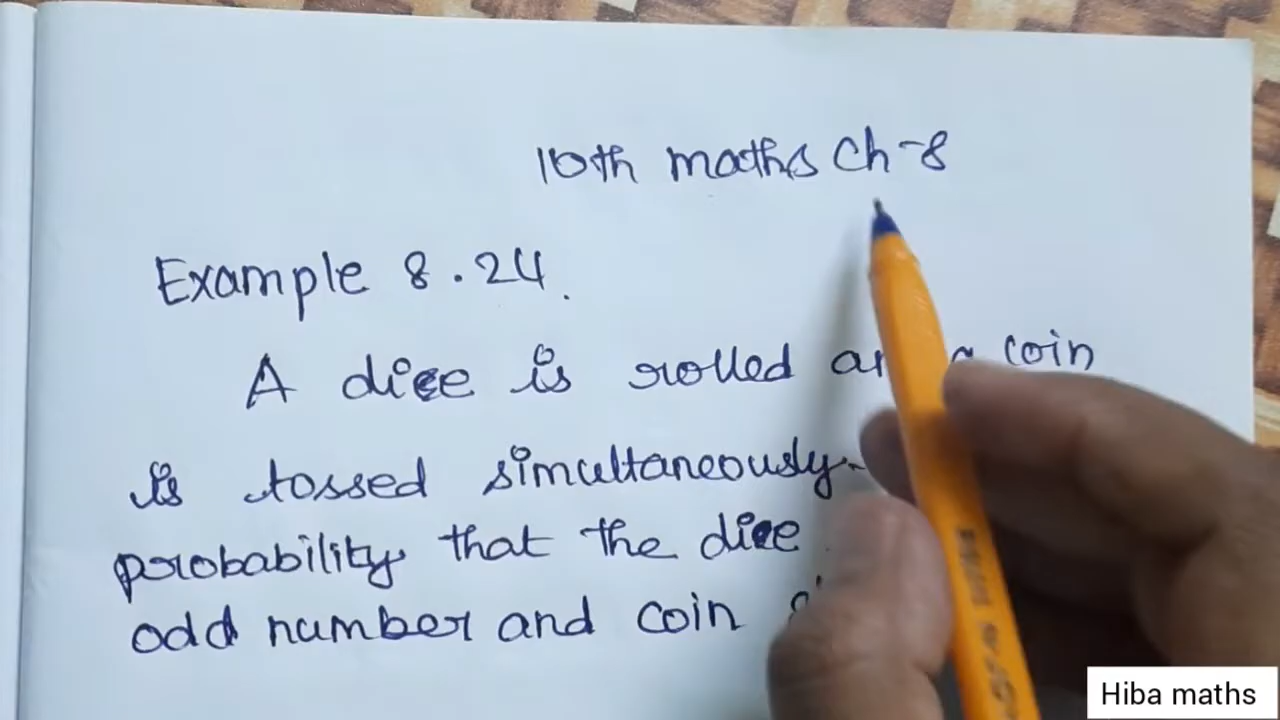 10th maths Ch-8
Example 8.24.
A dice is rolled a coin
is tossed simultaneously.
probability that the dice
odd number and coin
Hiba maths